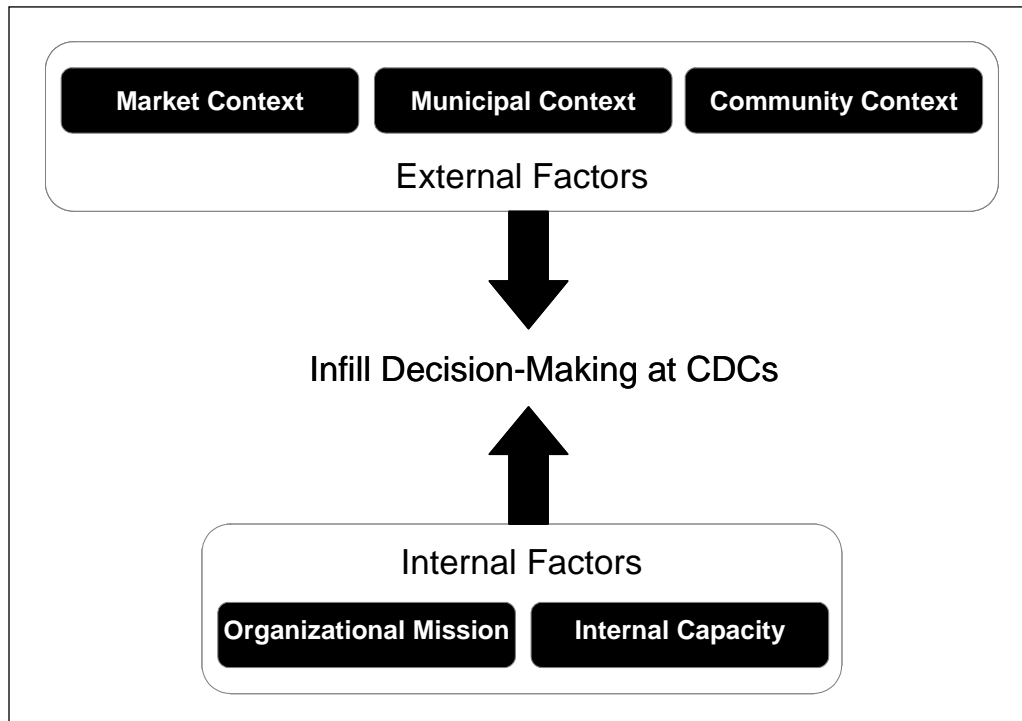 Market Context
Municipal Context
Community Context
External Factors
Infill Decision-Making at CDCs
Internal Factors
Organizational Mission
Internal Capacity